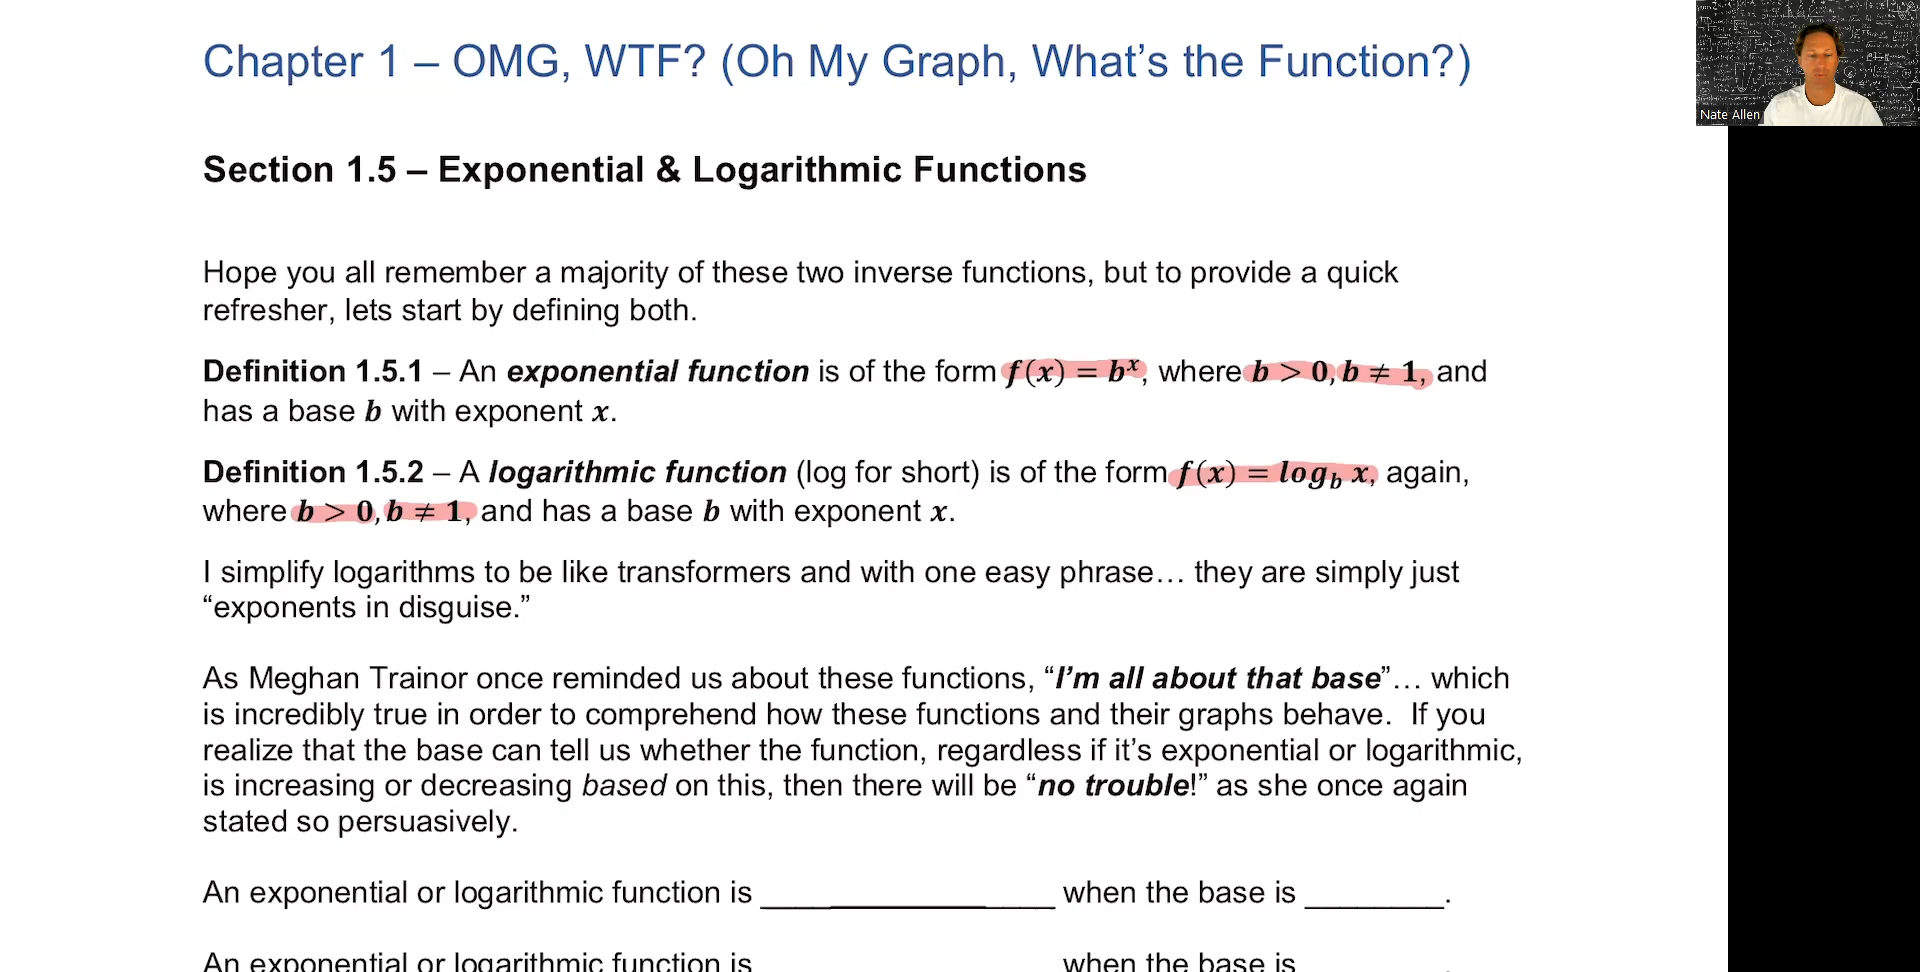 Chapter 1 – OMG, WTF? (Oh My Graph, What’s the Function?)
Nate Allen
Section 1.5 – Exponential & Logarithmic Functions
Hope you all remember a majority of these two inverse functions, but to provide a quick
refresher, lets start by defining both.
Definition 1.5.1 – An exponential function is of the form f(x) = bˣ, where b > 0, b ≠ 1, and
has a base b with exponent x.
Definition 1.5.2 – A logarithmic function (log for short) is of the form f(x) = log_b x, again,
where b > 0, b ≠ 1, and has a base b with exponent x.
I simplify logarithms to be like transformers and with one easy phrase… they are simply just
“exponents in disguise.”
As Meghan Trainor once reminded us about these functions, “I’m all about that base”… which
is incredibly true in order to comprehend how these functions and their graphs behave.  If you
realize that the base can tell us whether the function, regardless if it’s exponential or logarithmic,
is increasing or decreasing based on this, then there will be “no trouble!” as she once again
stated so persuasively.
An exponential or logarithmic function is _________________ when the base is ________.
An exponential or logarithmic function is when the base is